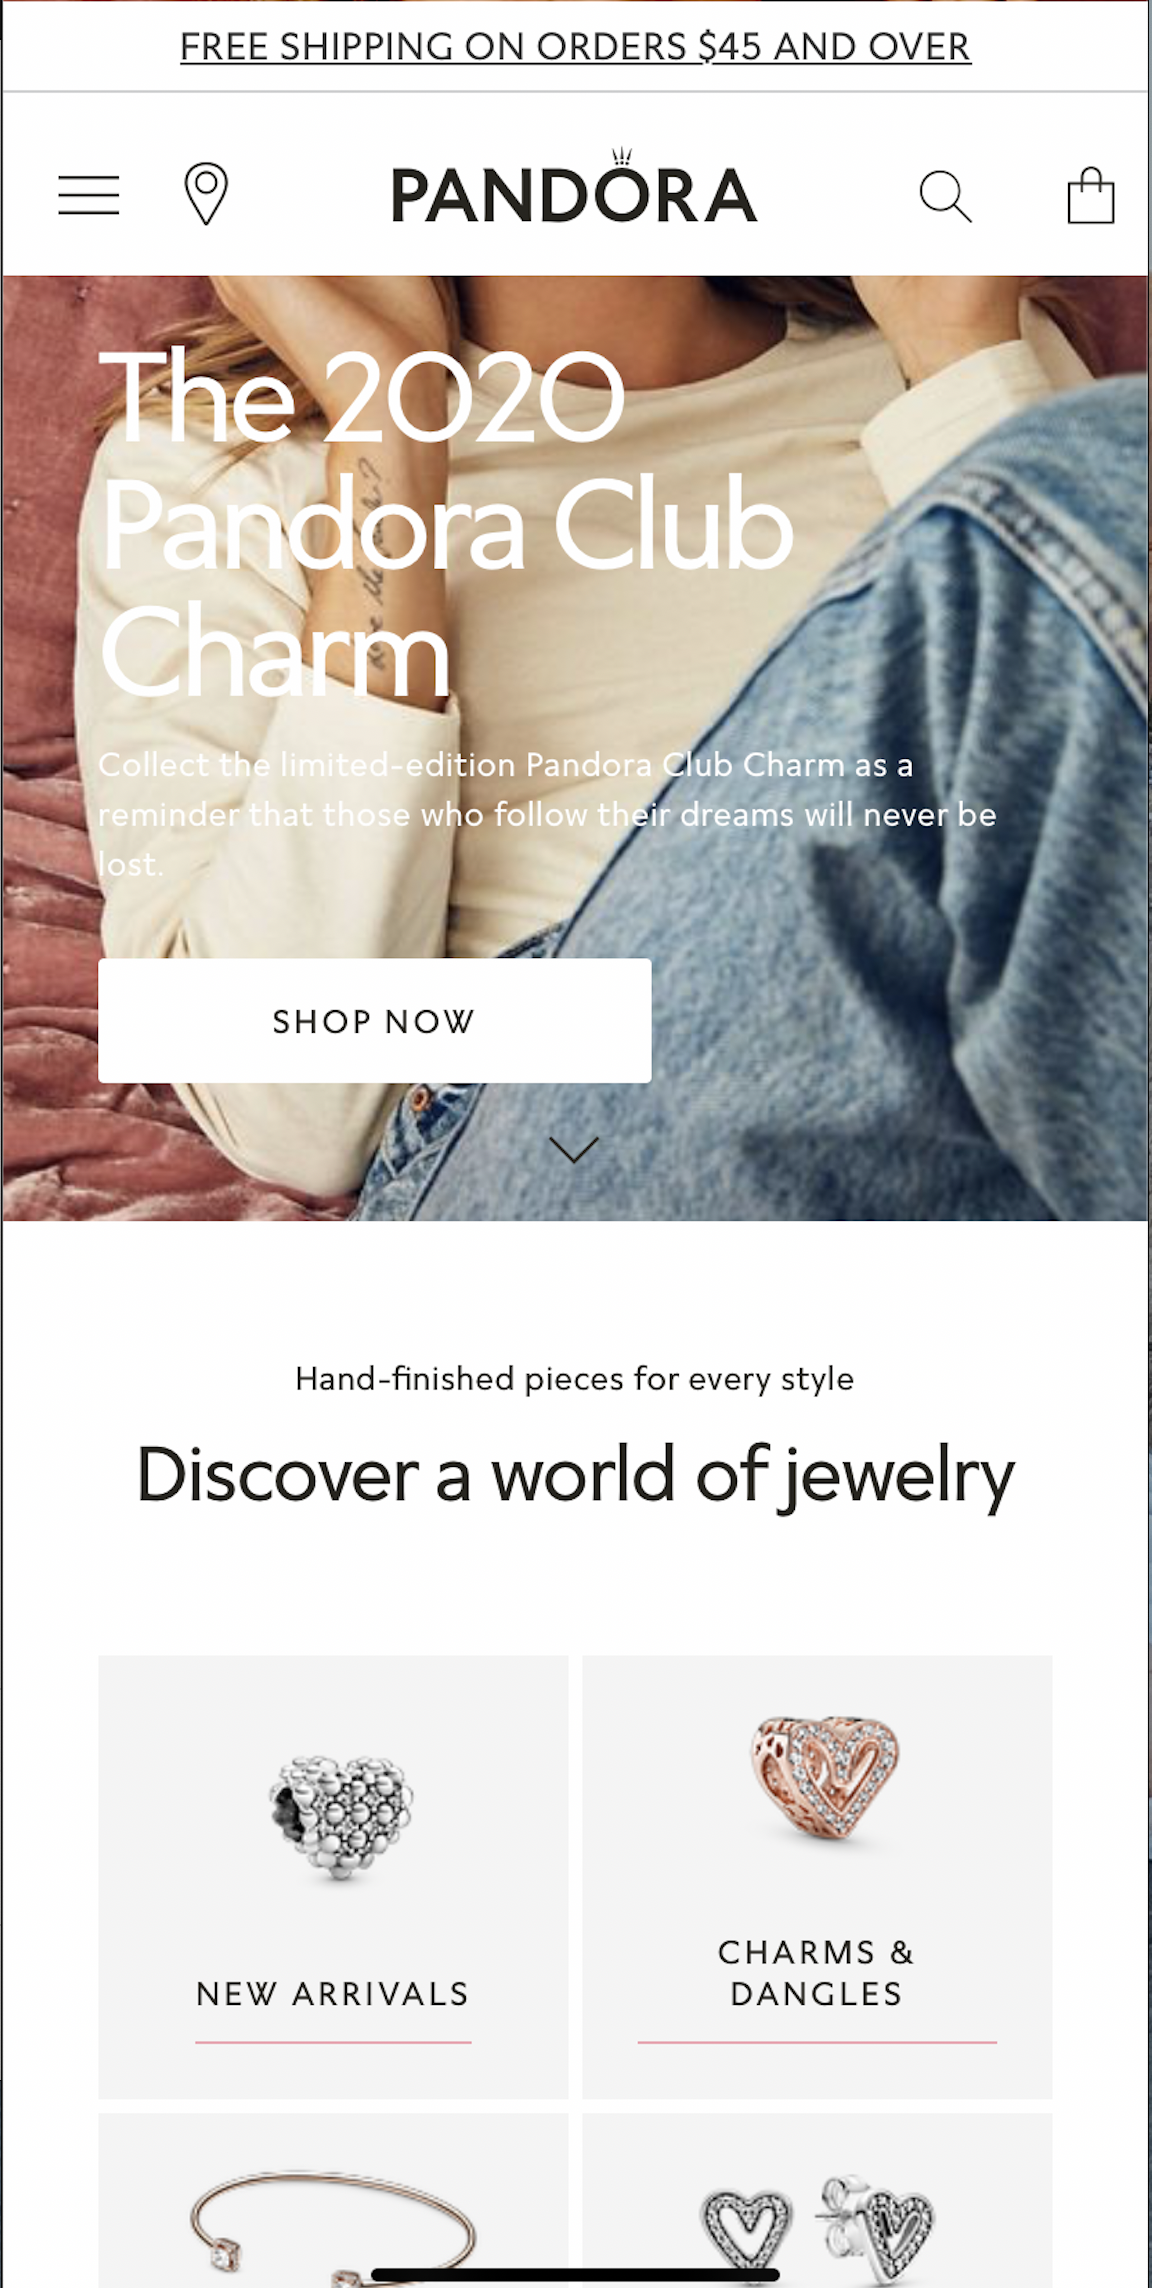 FREE SHIPPING ON ORDERS $45 AND OVER
PANDORA
The 2020
Pandora Club
Charm
Collect the limited-edition Pandora Club Charm as a
reminder that those who follow their dreams will never be
lost.
SHOP NOW
Hand-finished pieces for every style
Discover a world of jewelry
NEW ARRIVALS
CHARMS &
DANGLES